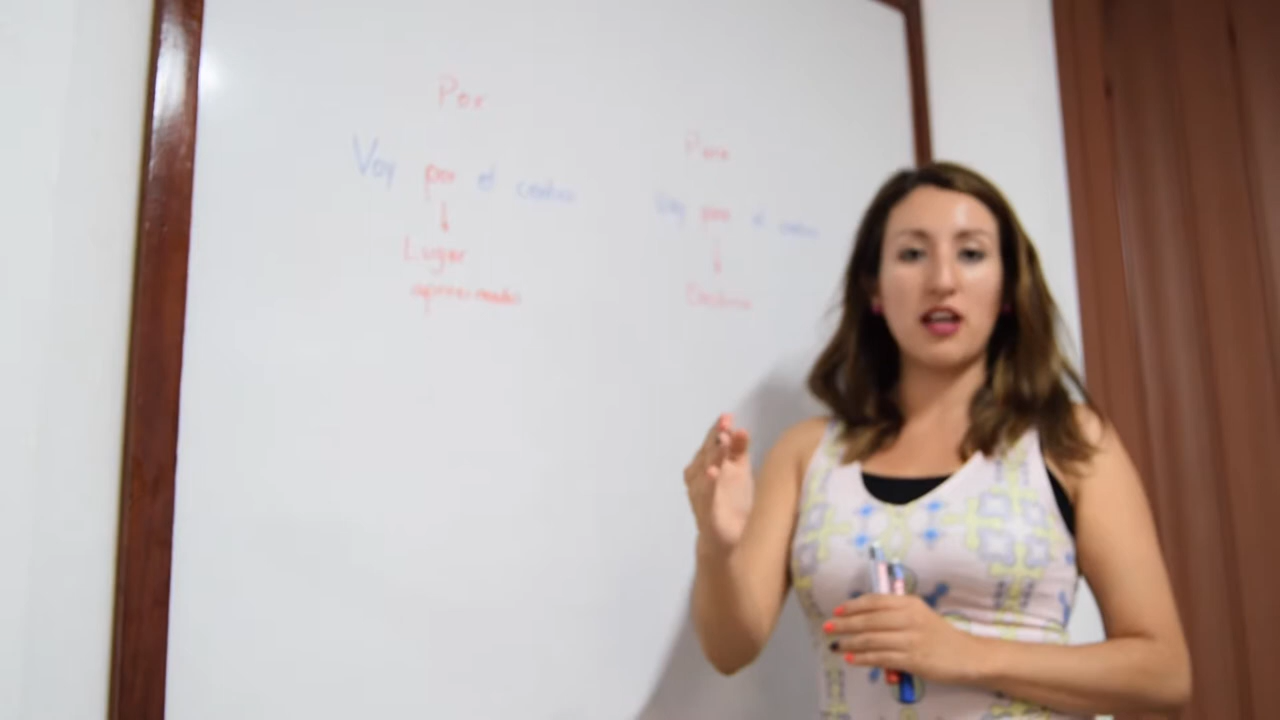 Por
Voy por el centro
Lugar
aproximado
Para
Voy para el centro
Destino